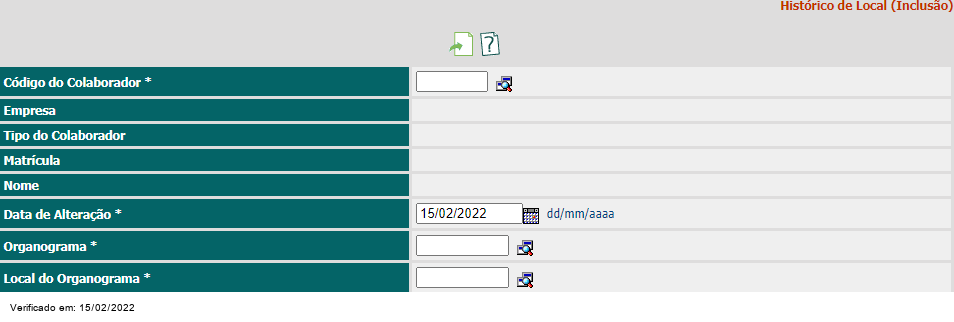 Histórico de Local (Inclusão)
?
Código do Colaborador *
Empresa
Tipo do Colaborador
Matrícula
Nome
Data de Alteração * 15/02/2022 dd/mm/aaaa
Organograma *
Local do Organograma *
Verificado em: 15/02/2022